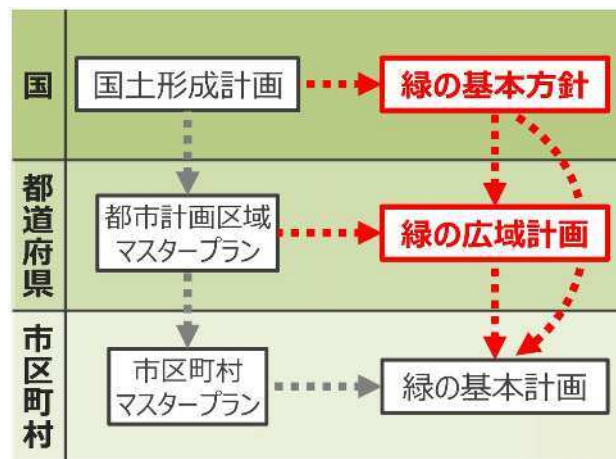 国
国土形成計画
緑の基本方針
都道府県
都市計画区域
マスタープラン
緑の広域計画
市区町村
市区町村
マスタープラン
緑の基本計画